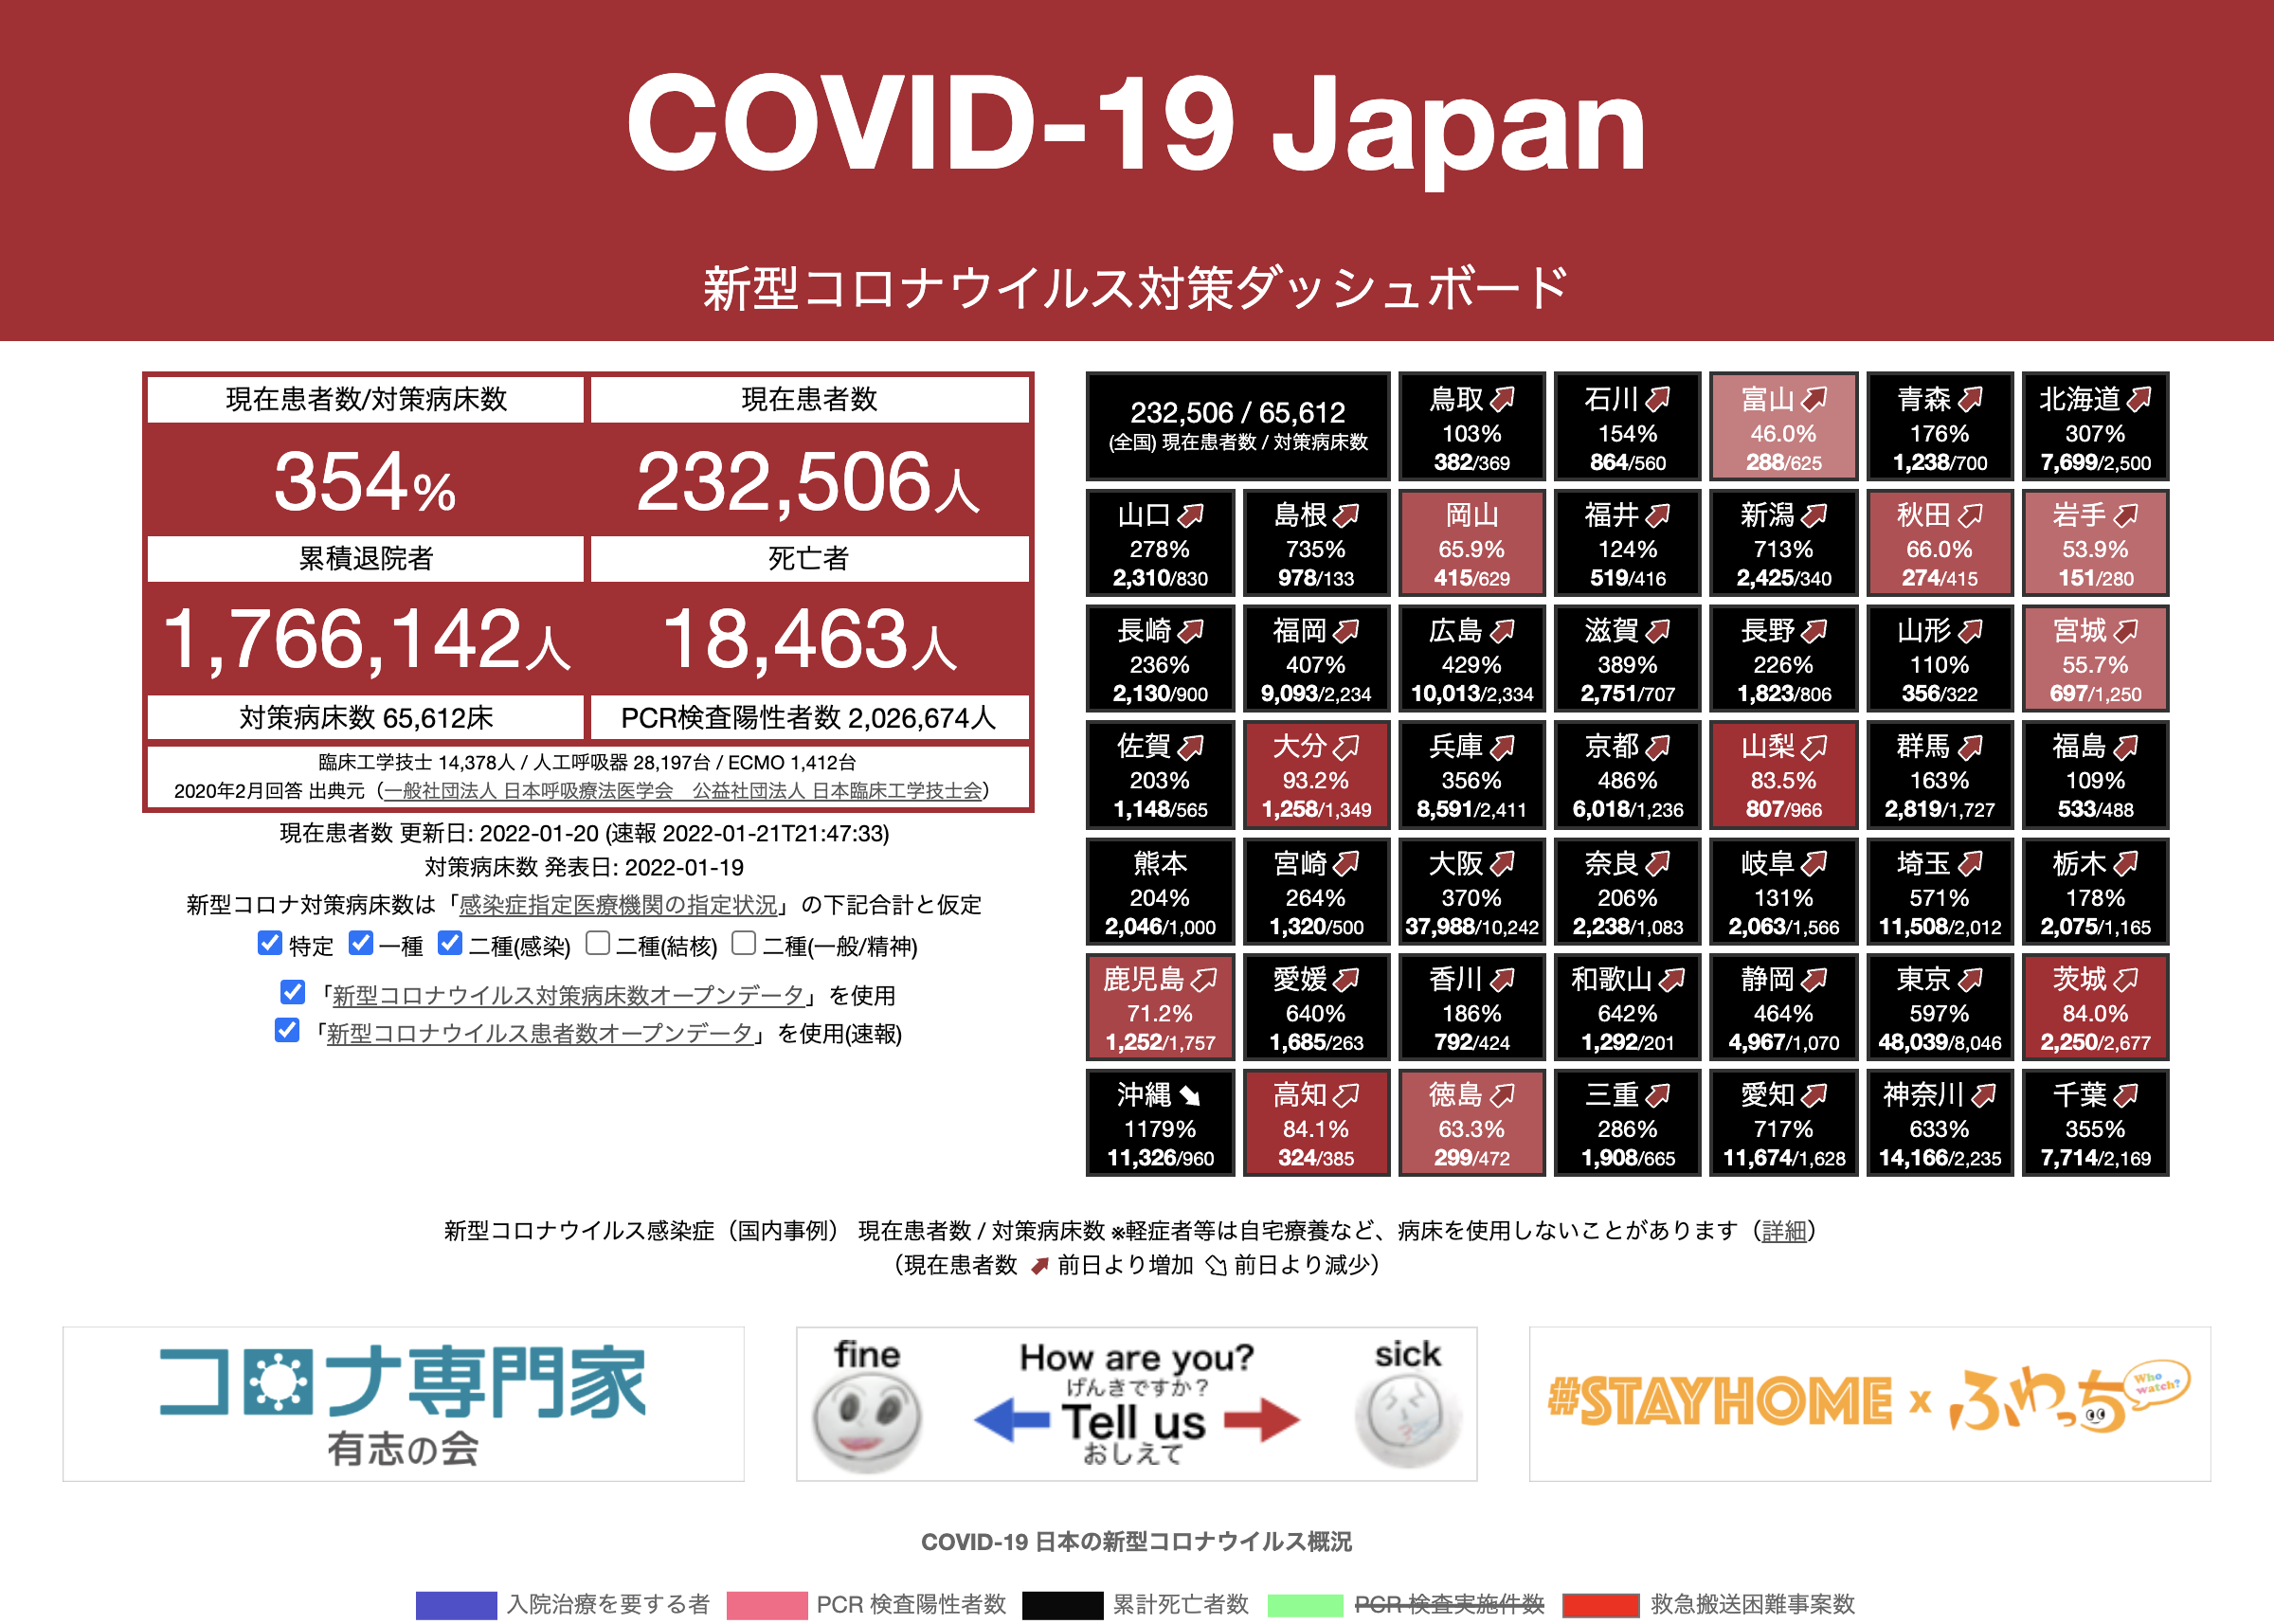 COVID-19 Japan
新型コロナウイルス対策ダッシュボード
現在患者数/対策病床数
現在患者数
354%
232,506人
累積退院者
死亡者
1,766,142人
18,463人
対策病床数 65,612床
PCR検査陽性者数 2,026,674人
臨床工学技士 14,378人 / 人工呼吸器 28,197台 / ECMO 1,412台
2020年2月回答 出典元（一般社団法人 日本呼吸療法医学会　公益社団法人 日本臨床工学技士会）
現在患者数 更新日: 2022-01-20 (速報 2022-01-21T21:47:33)
対策病床数 発表日: 2022-01-19
新型コロナ対策病床数は「感染症指定医療機関の指定状況」の下記合計と仮定
特定 一種 二種(感染) 二種(結核) 二種(一般/精神)
「新型コロナウイルス対策病床数オープンデータ」を使用
「新型コロナウイルス患者数オープンデータ」を使用(速報)
232,506 / 65,612
(全国) 現在患者数 / 対策病床数
鳥取
103%
382/369
石川
154%
864/560
富山
46.0%
288/625
青森
176%
1,238/700
北海道
307%
7,699/2,500
山口
278%
2,310/830
島根
735%
978/133
岡山
65.9%
415/629
福井
124%
519/416
新潟
713%
2,425/340
秋田
66.0%
274/415
岩手
53.9%
151/280
長崎
236%
2,130/900
福岡
407%
9,093/2,234
広島
429%
10,013/2,334
滋賀
389%
2,751/707
長野
226%
1,823/806
山形
110%
356/322
宮城
55.7%
697/1,250
佐賀
203%
1,148/565
大分
93.2%
1,258/1,349
兵庫
356%
8,591/2,411
京都
486%
6,018/1,236
山梨
83.5%
807/966
群馬
163%
2,819/1,727
福島
109%
533/488
熊本
204%
2,046/1,000
宮崎
264%
1,320/500
大阪
370%
37,988/10,242
奈良
206%
2,238/1,083
岐阜
131%
2,063/1,566
埼玉
571%
11,508/2,012
栃木
178%
2,075/1,165
鹿児島
71.2%
1,252/1,757
愛媛
640%
1,685/263
香川
186%
792/424
和歌山
642%
1,292/201
静岡
464%
4,967/1,070
東京
597%
48,039/8,046
茨城
84.0%
2,250/2,677
沖縄
1179%
11,326/960
高知
84.1%
324/385
徳島
63.3%
299/472
三重
286%
1,908/665
愛知
717%
11,674/1,628
神奈川
633%
14,166/2,235
千葉
355%
7,714/2,169
新型コロナウイルス感染症（国内事例） 現在患者数 / 対策病床数 ※軽症者等は自宅療養など、病床を使用しないことがあります（詳細）
（現在患者数 前日より増加 前日より減少）
コロナ専門家
有志の会
fine
How are you?
げんきですか？
Tell us
おしえて
sick
#STAYHOME x ふわっち
Who watch?
COVID-19 日本の新型コロナウイルス概況
入院治療を要する者 PCR 検査陽性者数 累計死亡者数 PCR 検査実施件数 救急搬送困難事案数